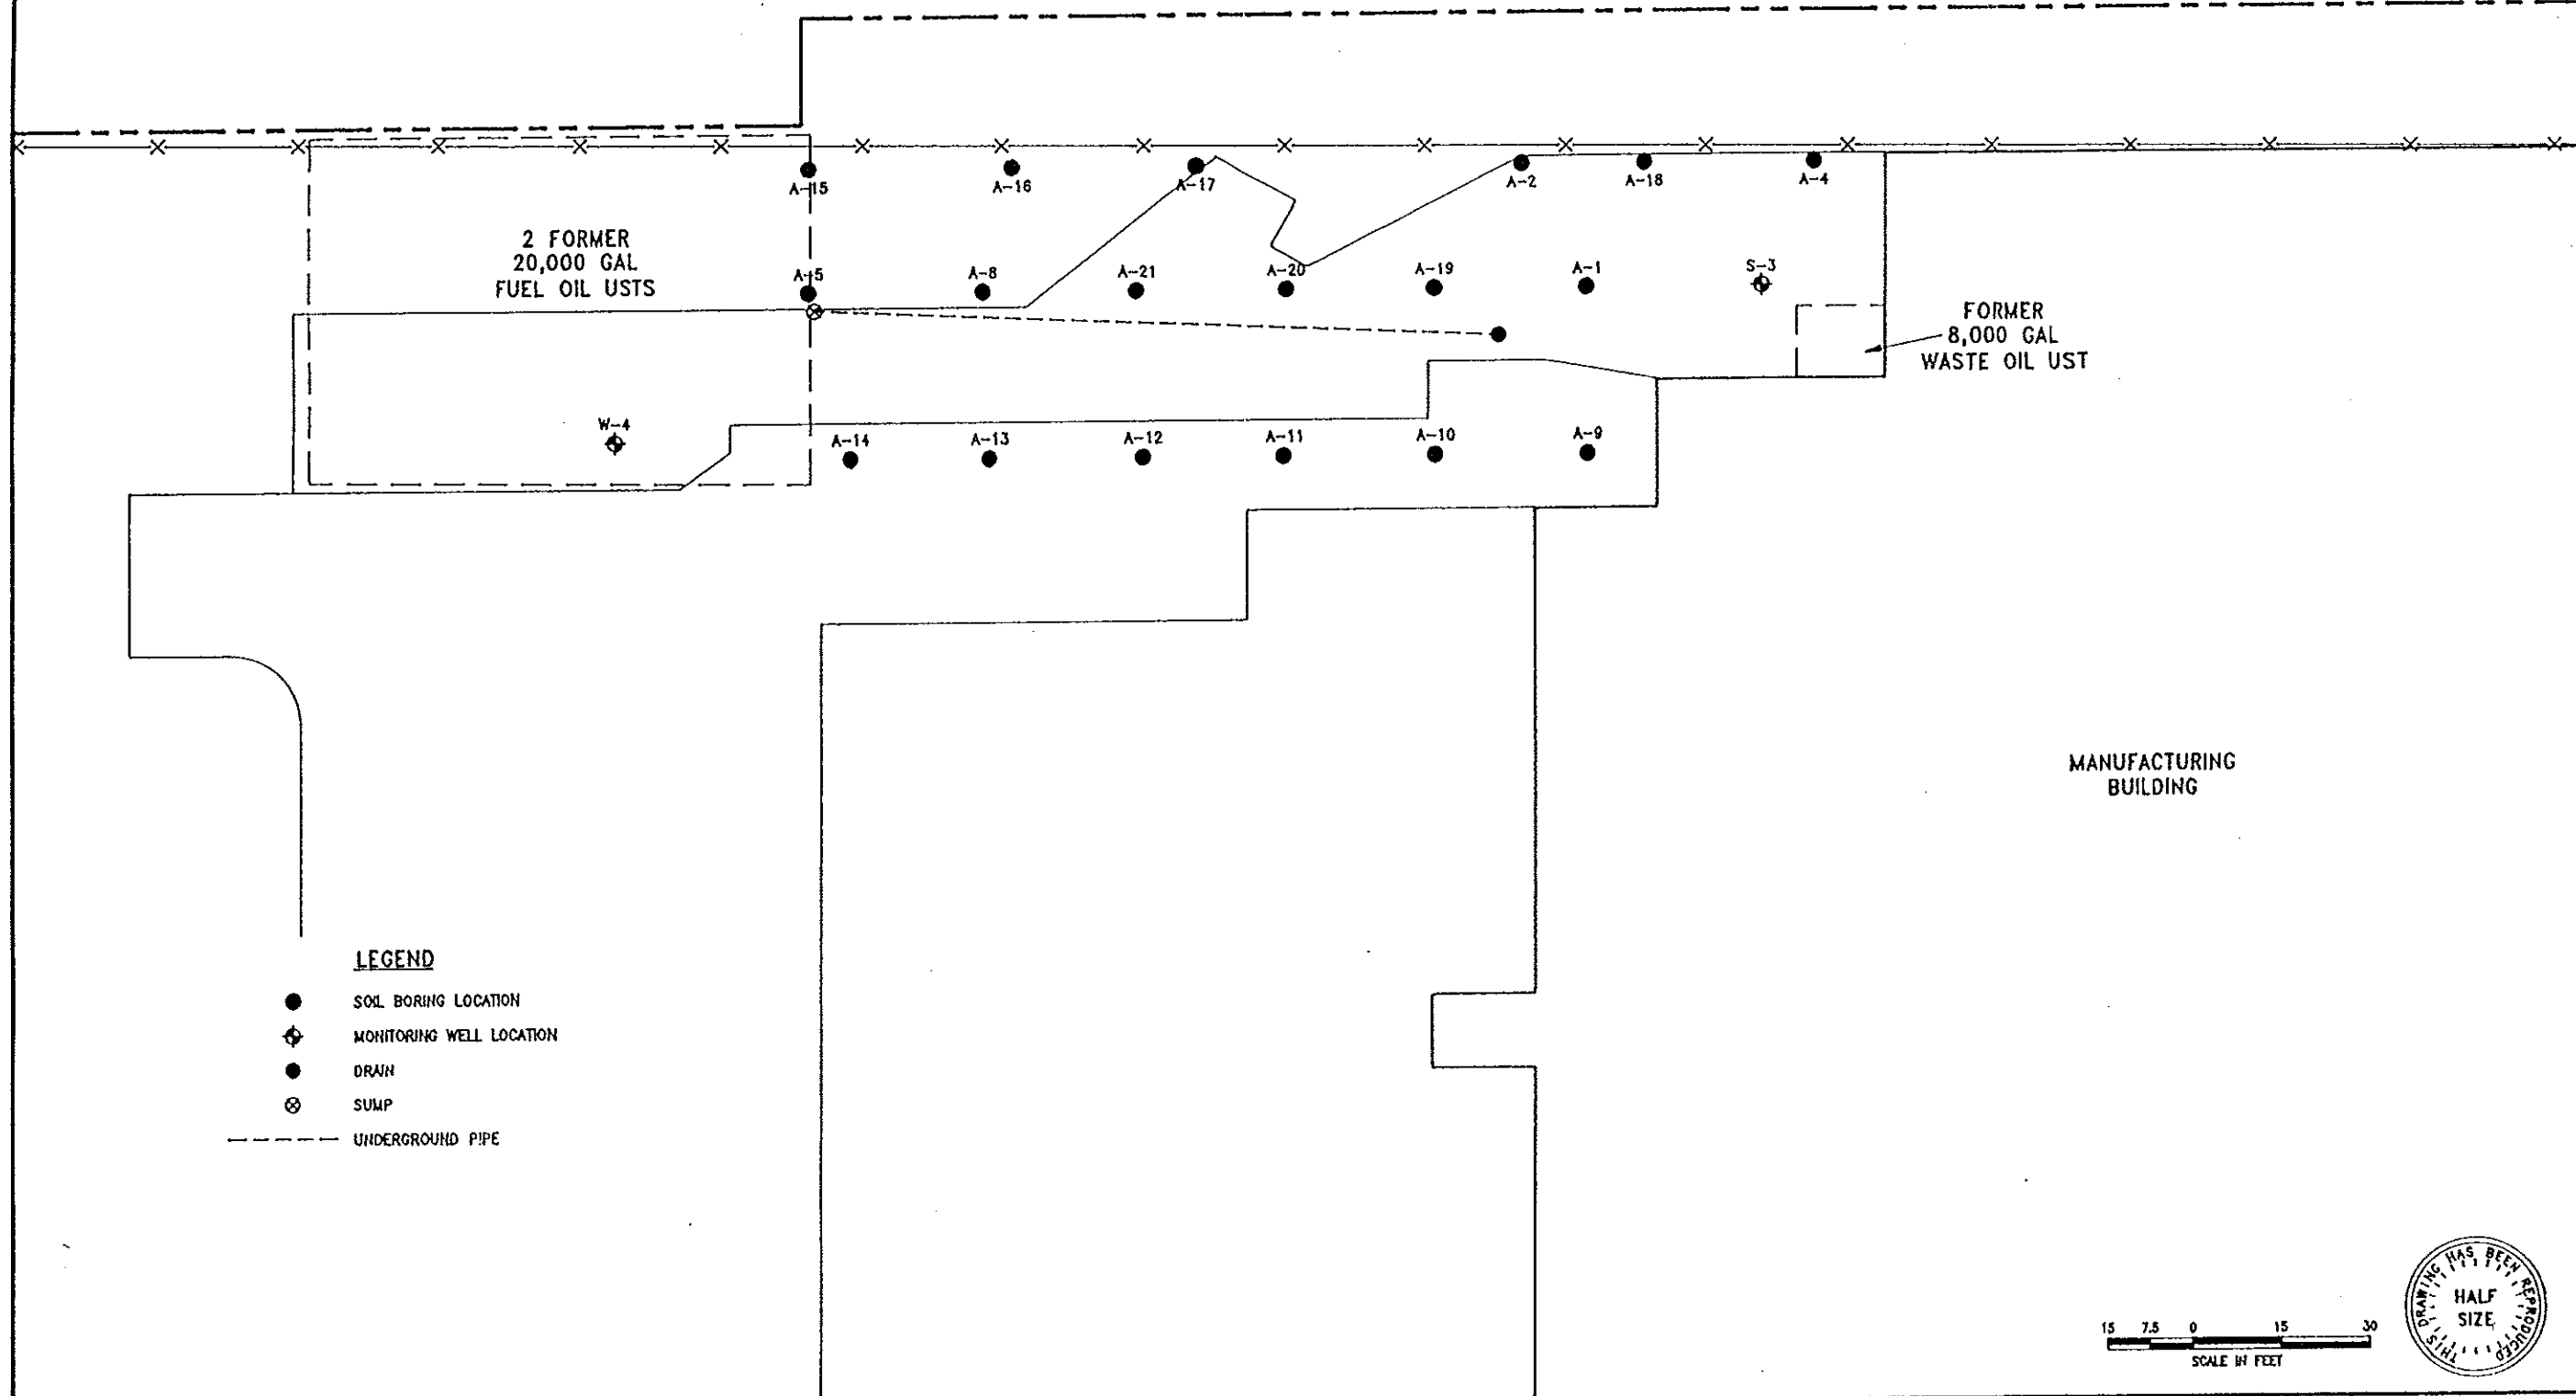 A-15
A-16
A-17
A-2
A-18
A-4
2 FORMER
20,000 GAL
FUEL OIL USTS
A-5
A-8
A-21
A-20
A-19
A-1
S-3
FORMER
8,000 GAL
WASTE OIL UST
W-4
A-14
A-13
A-12
A-11
A-10
A-9
MANUFACTURING
BUILDING
LEGEND
SOIL BORING LOCATION
MONITORING WELL LOCATION
DRAIN
SUMP
UNDERGROUND PIPE
15 7.5 0 15 30
SCALE IN FEET
THIS DRAWING HAS BEEN REPRODUCED
HALF
SIZE